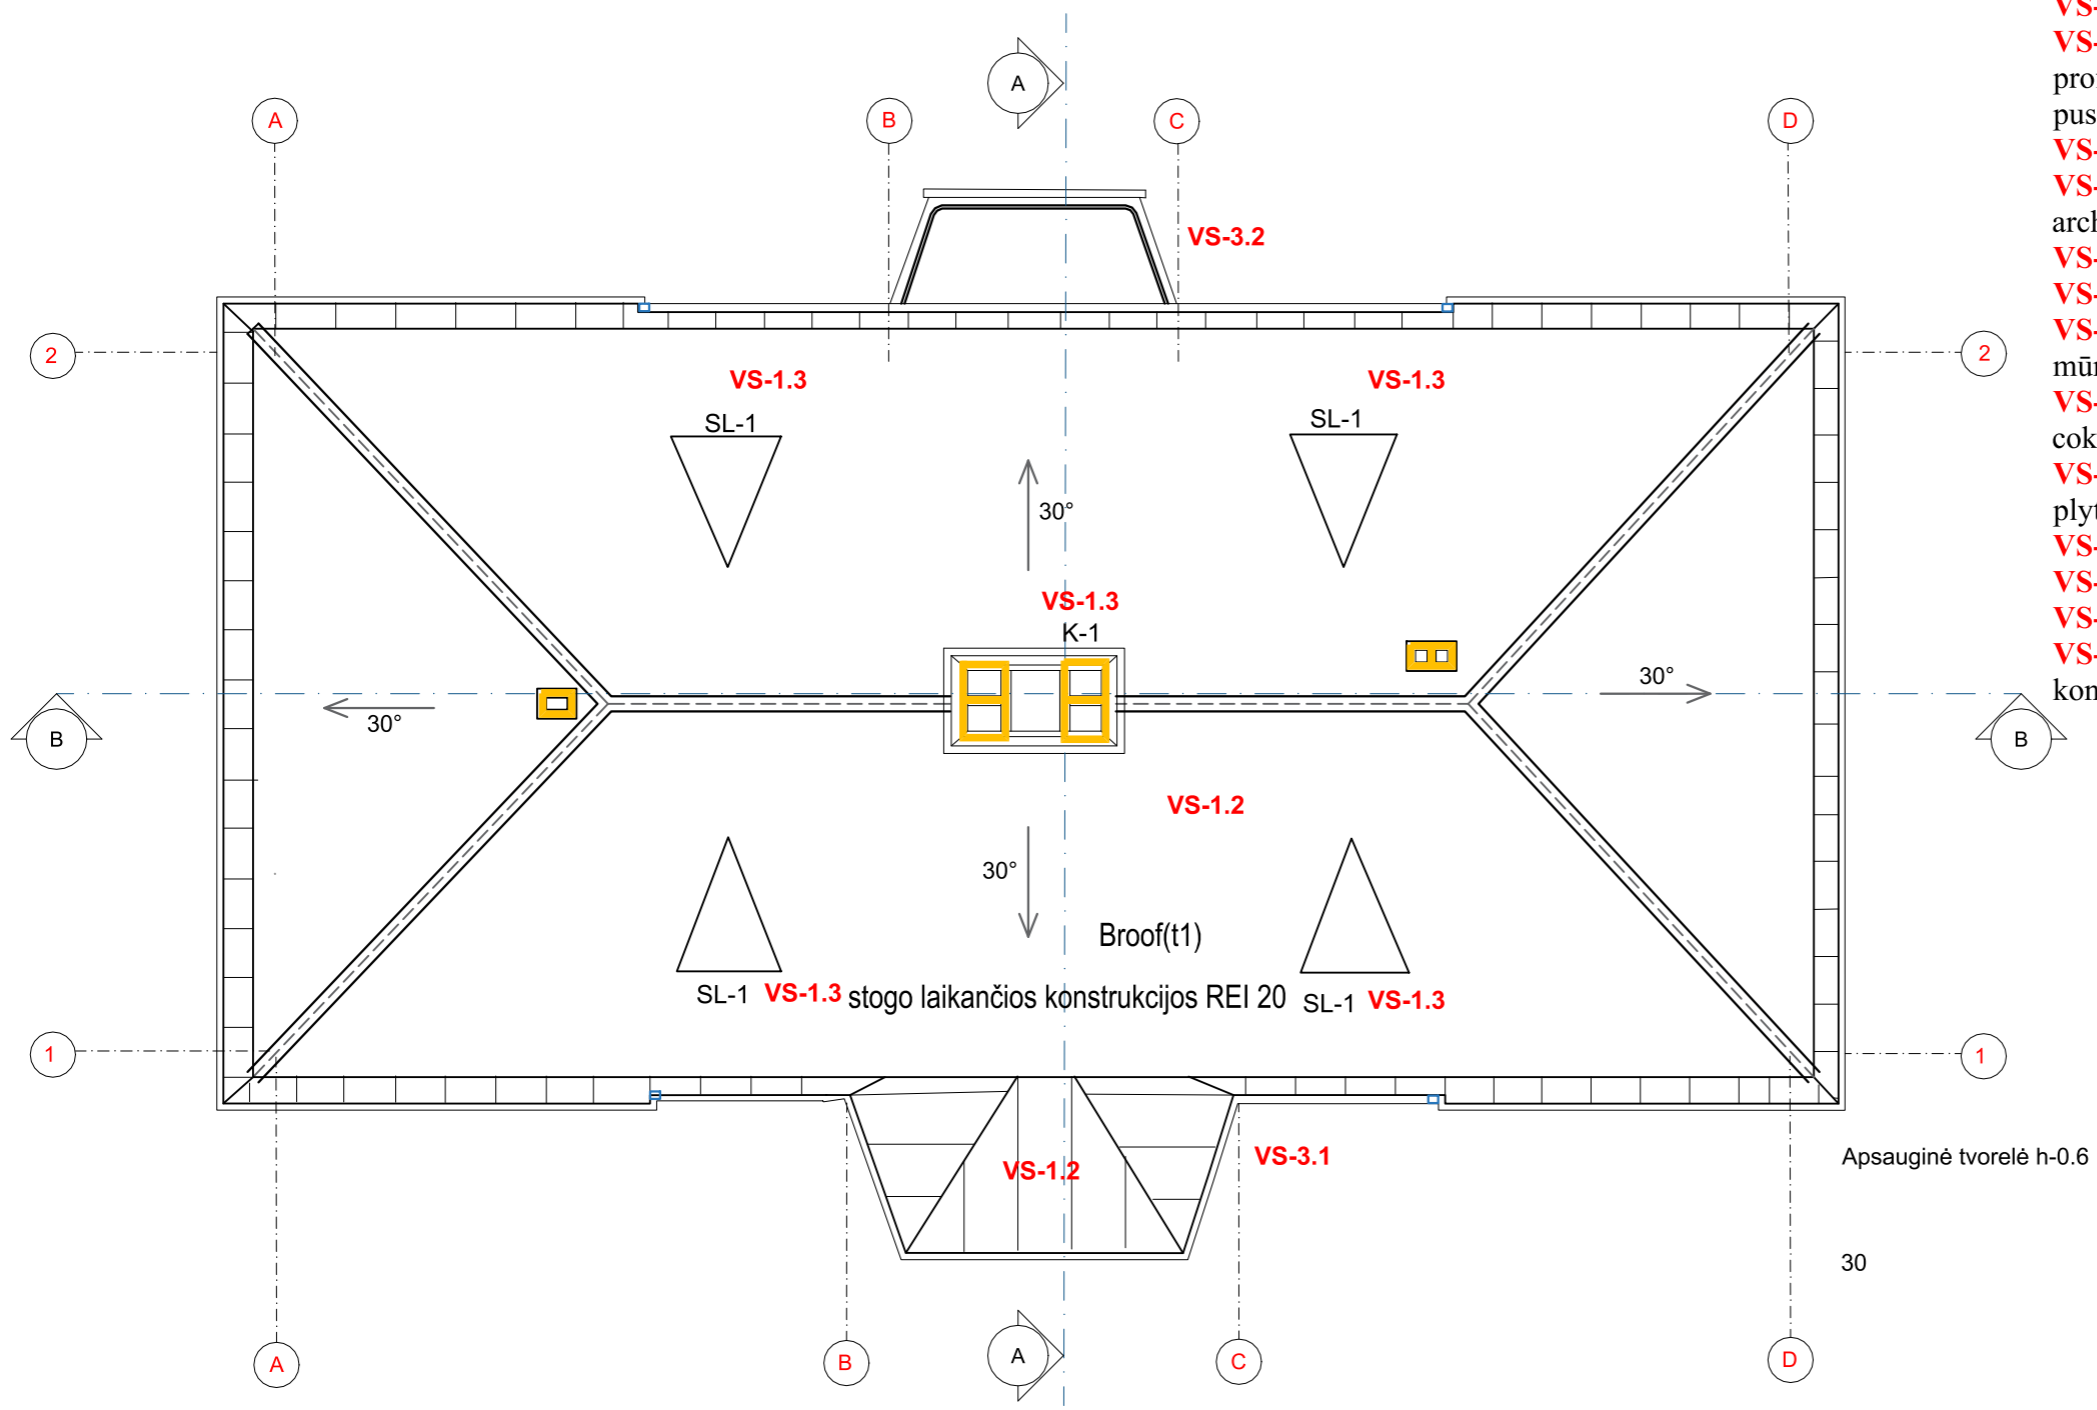 A
A
B
C
D
VS-3.2
2
2
VS-1.3
VS-1.3
SL-1
SL-1
30°
VS-1.3
K-1
30°
30°
B
B
VS-1.2
30°
Broof(t1)
SL-1 VS-1.3 stogo laikančios konstrukcijos REI 20 SL-1 VS-1.3
1
1
VS-1.2
VS-3.1
Apsauginė tvorelė h-0.6
30
A
B
A
C
D
VS-
VS-
pus
VS-
VS-
arch
VS-
VS-
VS-
VS-
cok
VS-
plyt
VS-
VS-
VS-
VS-
kon